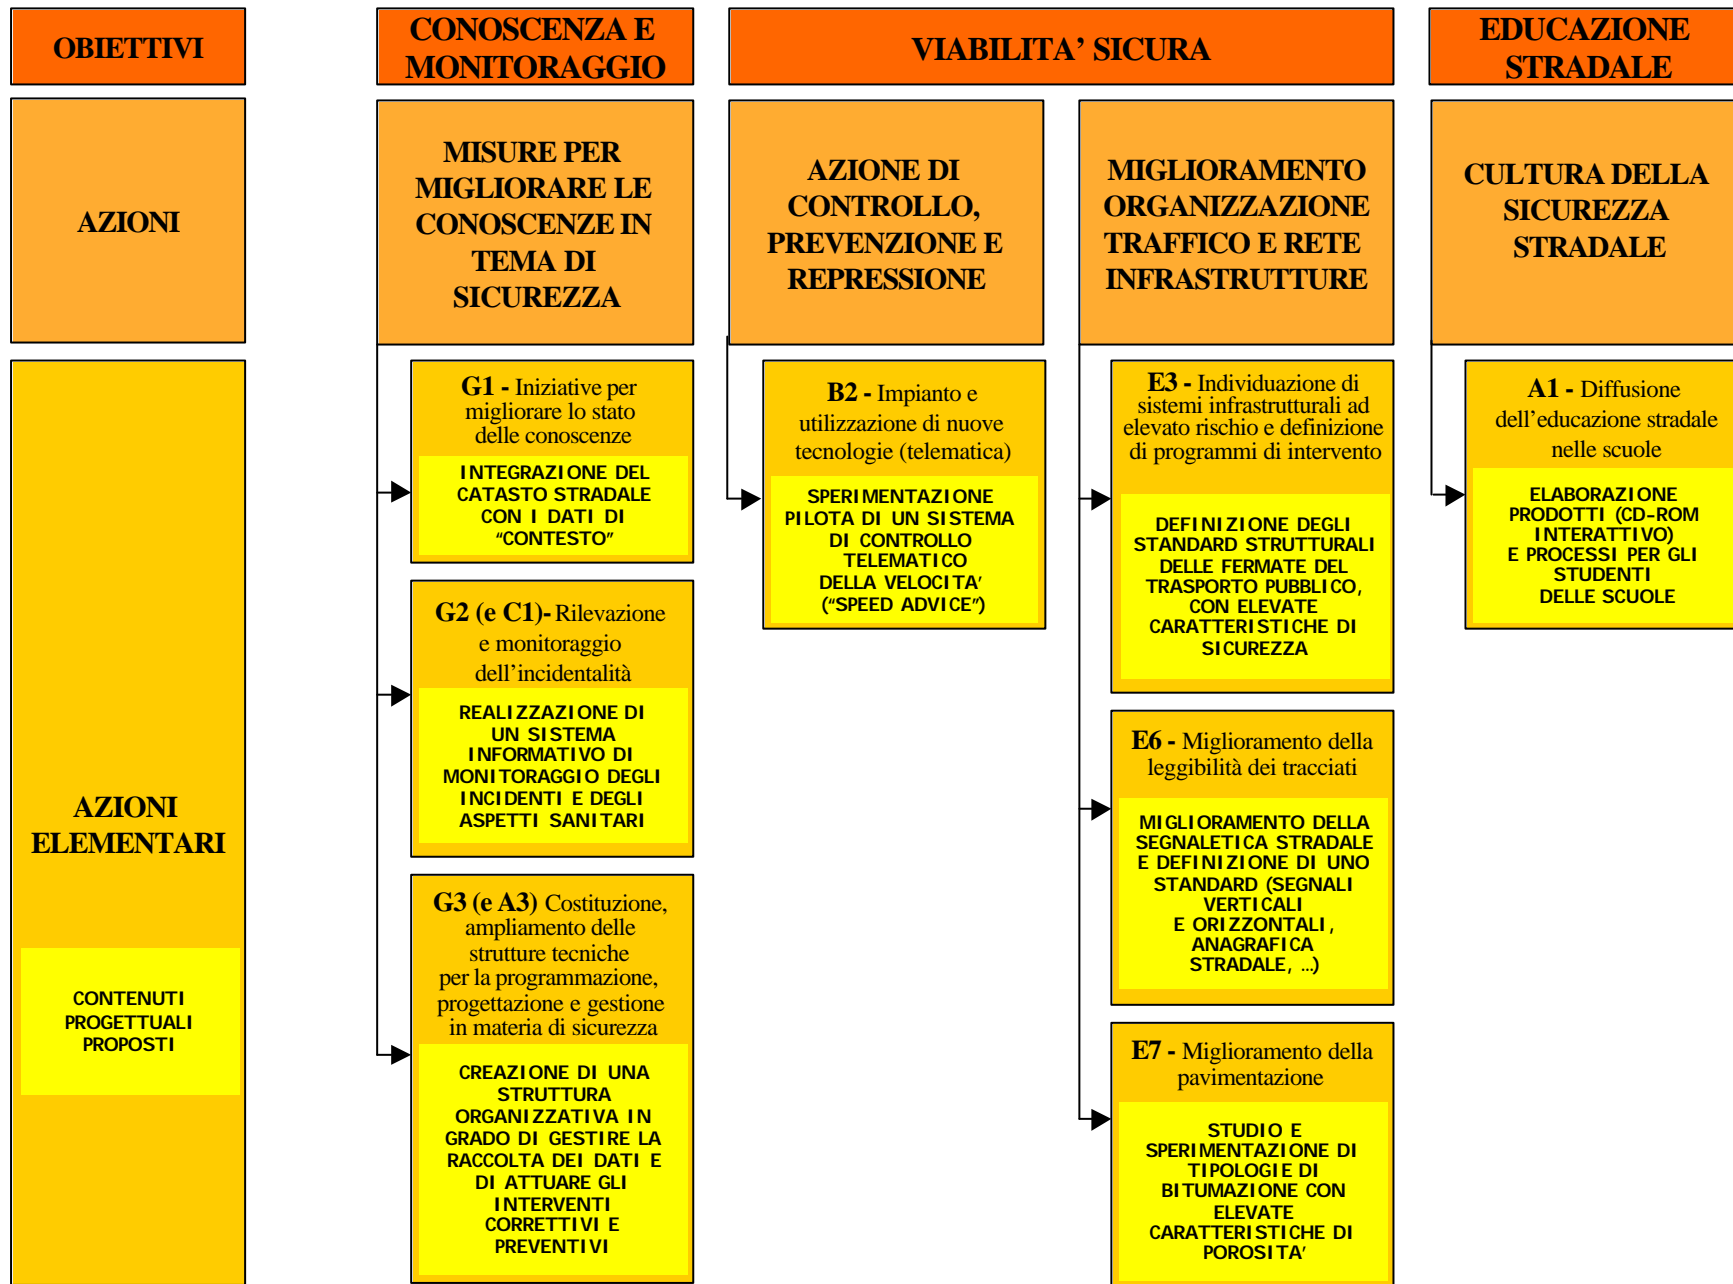 OBIETTIVI
CONOSCENZA E
MONITORAGGIO
VIABILITA’ SICURA
EDUCAZIONE
STRADALE
AZIONI
MISURE PER
MIGLIORARE LE
CONOSCENZE IN
TEMA DI
SICUREZZA
AZIONE DI
CONTROLLO,
PREVENZIONE E
REPRESSIONE
MIGLIORAMENTO
ORGANIZZAZIONE
TRAFFICO E RETE
INFRASTRUTTURE
CULTURA DELLA
SICUREZZA
STRADALE
AZIONI
ELEMENTARI
CONTENUTI
PROGETTUALI
PROPOSTI
G1 - Iniziative per
migliorare lo stato
delle conoscenze
INTEGRAZIONE DEL
CATASTO STRADALE
CON I DATI DI
“CONTESTO”
G2 (e C1)- Rilevazione
e monitoraggio
dell’incidentalità
REALIZZAZIONE DI
UN SISTEMA
INFORMATIVO DI
MONITORAGGIO DEGLI
INCIDENTI E DEGLI
ASPETTI SANITARI
G3 (e A3) Costituzione,
ampliamento delle
strutture tecniche
per la programmazione,
progettazione e gestione
in materia di sicurezza
CREAZIONE DI UNA
STRUTTURA
ORGANIZZATIVA IN
GRADO DI GESTIRE LA
RACCOLTA DEI DATI E
DI ATTUARE GLI
INTERVENTI
CORRETTIVI E
PREVENTIVI
B2 - Impianto e
utilizzazione di nuove
tecnologie (telematica)
SPERIMENTAZIONE
PILOTA DI UN SISTEMA
DI CONTROLLO
TELEMATICO
DELLA VELOCITA’
(“SPEED ADVICE”)
E3 - Individuazione di
sistemi infrastrutturali ad
elevato rischio e definizione
di programmi di intervento
DEFINIZIONE DEGLI
STANDARD STRUTTURALI
DELLE FERMATE DEL
TRASPORTO PUBBLICO,
CON ELEVATE
CARATTERISTICHE DI
SICUREZZA
E6 - Miglioramento della
leggibilità dei tracciati
MIGLIORAMENTO DELLA
SEGNALETICA STRADALE
E DEFINIZIONE DI UNO
STANDARD (SEGNALI
VERTICALI
E ORIZZONTALI,
ANAGRAFICA
STRADALE, …)
E7 - Miglioramento della
pavimentazione
STUDIO E
SPERIMENTAZIONE DI
TIPOLOGIE DI
BITUMAZIONE CON
ELEVATE
CARATTERISTICHE DI
POROSITA’
A1 - Diffusione
dell’educazione stradale
nelle scuole
ELABORAZIONE
PRODOTTI (CD-ROM
INTERATTIVO)
E PROCESSI PER GLI
STUDENTI
DELLE SCUOLE